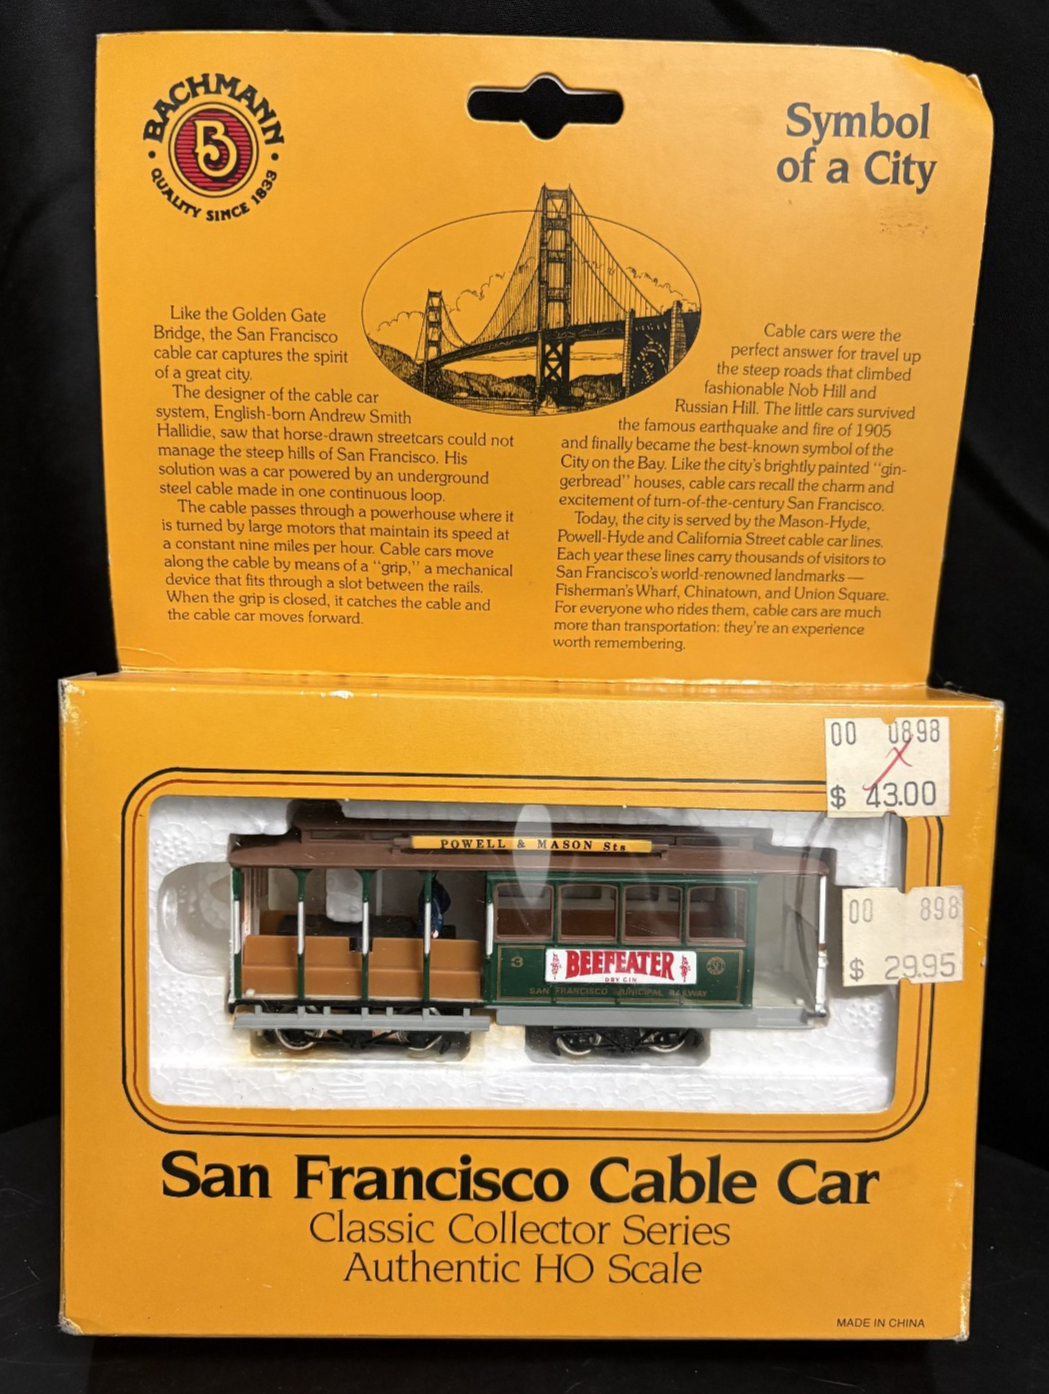 BACHMANN
B
• QUALITY SINCE 1833 •
Symbol
of a City
Like the Golden Gate
Bridge, the San Francisco
cable car captures the spirit
of a great city.
The designer of the cable car
system, English-born Andrew Smith
Hallidie, saw that horse-drawn streetcars could not
manage the steep hills of San Francisco. His
solution was a car powered by an underground
steel cable made in one continuous loop.
The cable passes through a powerhouse where it
is turned by large motors that maintain its speed at
a constant nine miles per hour. Cable cars move
along the cable by means of a "grip," a mechanical
device that fits through a slot between the rails.
When the grip is closed, it catches the cable and
the cable car moves forward.
Cable cars were the
perfect answer for travel up
the steep roads that climbed
fashionable Nob Hill and
Russian Hill. The little cars survived
the famous earthquake and fire of 1905
and finally became the best-known symbol of the
City on the Bay. Like the city's brightly painted "gin-
gerbread" houses, cable cars recall the charm and
excitement of turn-of-the-century San Francisco.
Today, the city is served by the Mason-Hyde,
Powell-Hyde and California Street cable car lines.
Each year these lines carry thousands of visitors to
San Francisco's world-renowned landmarks —
Fisherman's Wharf, Chinatown, and Union Square.
For everyone who rides them, cable cars are much
more than transportation: they're an experience
worth remembering.
00 0898
X
$ 43.00
00 898
$ 29.95
POWELL & MASON Sts
3
BEEFEATER
DRY GIN
SAN FRANCISCO MUNICIPAL RAILWAY
San Francisco Cable Car
Classic Collector Series
Authentic HO Scale
MADE IN CHINA